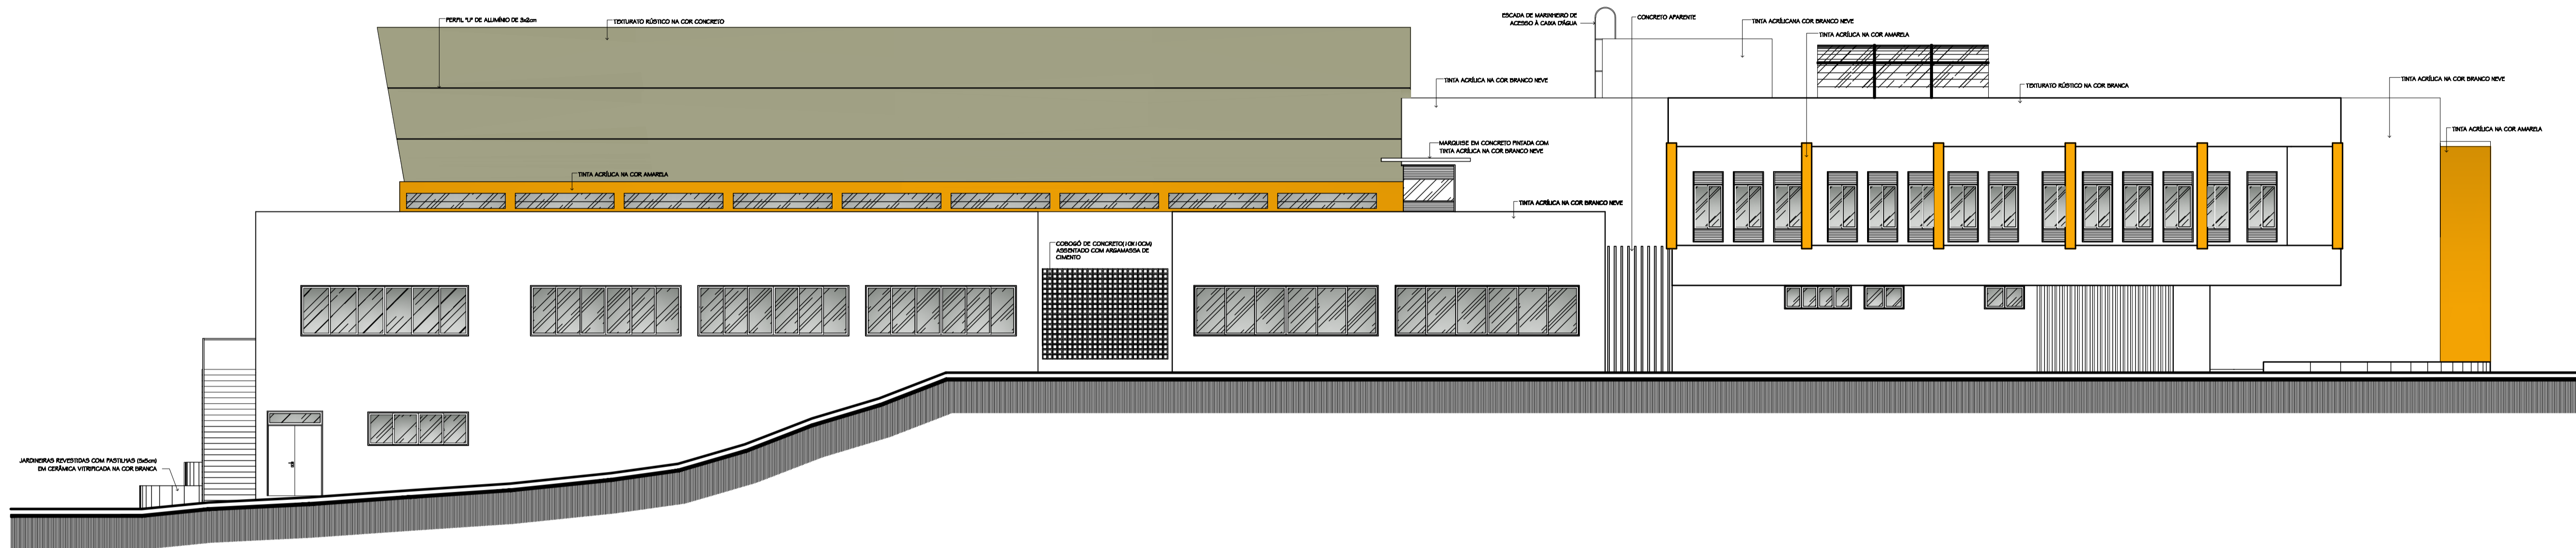 PERFIL "U" DE ALUMÍNIO DE 3x2cm
TEXTURATO RÚSTICO NA COR CONCRETO
ESCADA DE MARINHEIRO DE
ACESSO À CAIXA D'ÁGUA
CONCRETO APARENTE
TINTA ACRÍLICANA COR BRANCO NEVE
TINTA ACRÍLICA NA COR AMARELA
TINTA ACRÍLICA NA COR BRANCO NEVE
TEXTURATO RÚSTICO NA COR BRANCA
TINTA ACRÍLICA NA COR BRANCO NEVE
TINTA ACRÍLICA NA COR AMARELA
MARQUISE EM CONCRETO PINTADA COM
TINTA ACRÍLICA NA COR BRANCO NEVE
TINTA ACRÍLICA NA COR AMARELA
TINTA ACRÍLICA NA COR BRANCO NEVE
COBOGÓ DE CONCRETO(10X10CM)
ASSENTADO COM ARGAMASSA DE
CIMENTO
JARDINEIRAS REVESTIDAS COM PASTILHAS (5x5cm)
EM CERÂMICA VITRIFICADA NA COR BRANCA